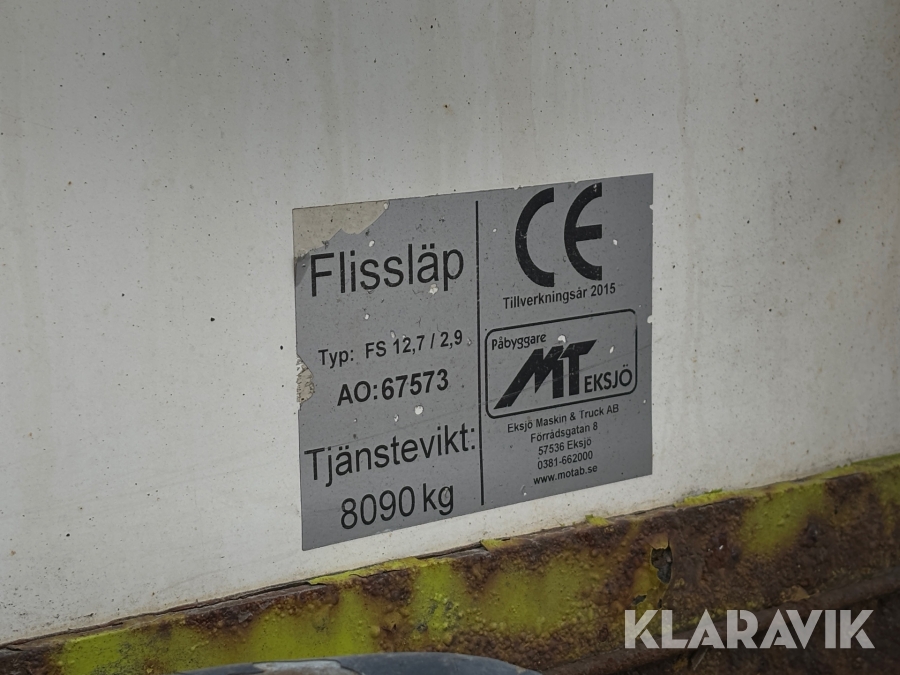 KLARAVIK
Flissläp
Typ: FS 12,7 / 2,9
AO:67573
Tjänstevikt:
8090 kg
CE
Tillverkningsår 2015
Påbyggare
MT EKSJÖ
Eksjö Maskin & Truck AB
Förrådsgatan 8
57536 Eksjö
0381-662000
www.motab.se
KLARAVIK